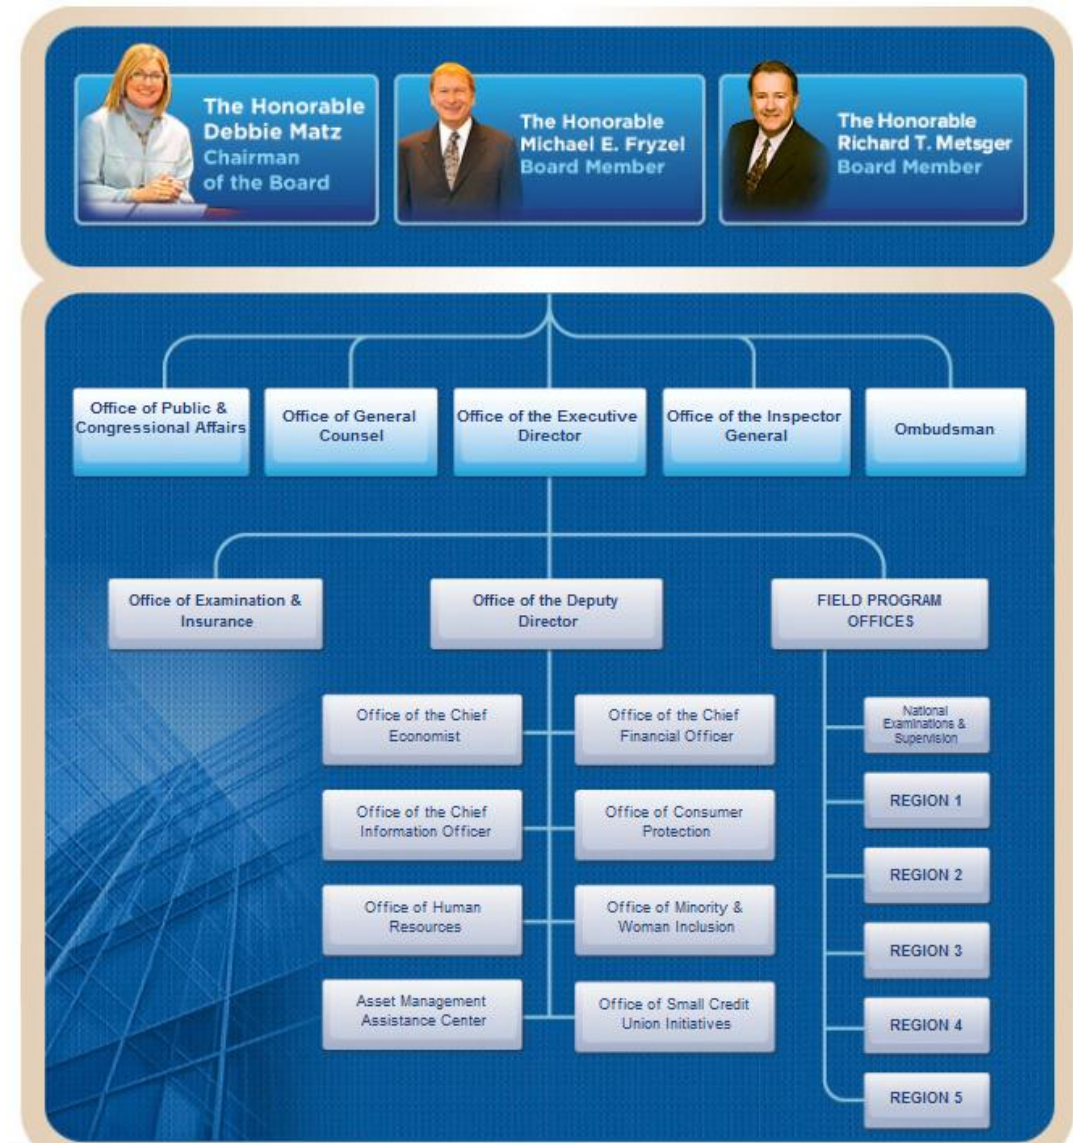 The Honorable
Debbie Matz
Chairman
of the Board
The Honorable
Michael E. Fryzel
Board Member
The Honorable
Richard T. Metsger
Board Member
Office of Public &
Congressional Affairs
Office of General
Counsel
Office of the Executive
Director
Office of the Inspector
General
Ombudsman
Office of Examination &
Insurance
Office of the Deputy
Director
FIELD PROGRAM
OFFICES
Office of the Chief
Economist
Office of the Chief
Financial Officer
National
Examinations &
Supervision
Office of the Chief
Information Officer
Office of Consumer
Protection
REGION 1
REGION 2
Office of Human
Resources
Office of Minority &
Woman Inclusion
REGION 3
Asset Management
Assistance Center
Office of Small Credit
Union Initiatives
REGION 4
REGION 5